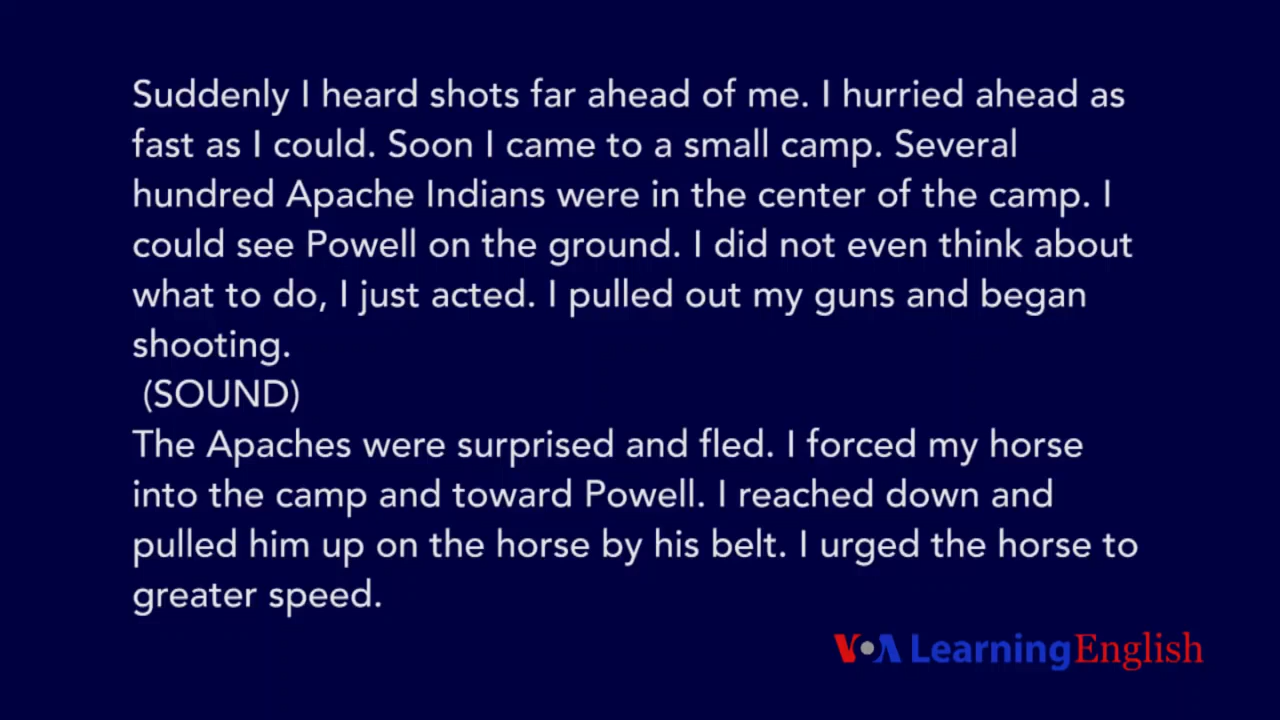 Suddenly I heard shots far ahead of me. I hurried ahead as
fast as I could. Soon I came to a small camp. Several
hundred Apache Indians were in the center of the camp. I
could see Powell on the ground. I did not even think about
what to do, I just acted. I pulled out my guns and began
shooting.
(SOUND)
The Apaches were surprised and fled. I forced my horse
into the camp and toward Powell. I reached down and
pulled him up on the horse by his belt. I urged the horse to
greater speed.
VOA Learning English